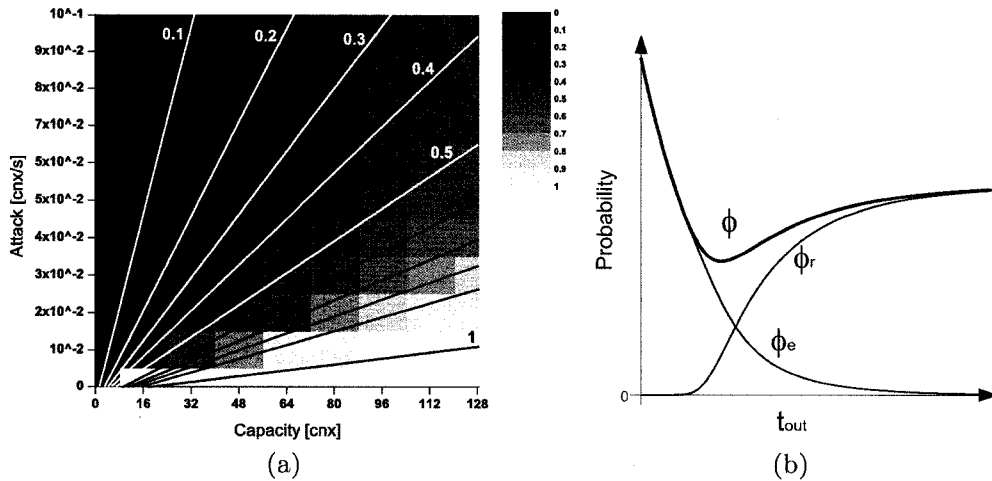 10^-1
9x10^-2
8x10^-2
7x10^-2
6x10^-2
5x10^-2
4x10^-2
3x10^-2
2x10^-2
10^-2
0
Attack [cnx/s]
0.1
0.2
0.3
0.4
0.5
1
0 16 32 48 64 80 96 112 128
Capacity [cnx]
0
0.1
0.2
0.3
0.4
0.5
0.6
0.7
0.8
0.9
1
(a)
Probability
ϕ
ϕr
ϕe
0
tout
(b)